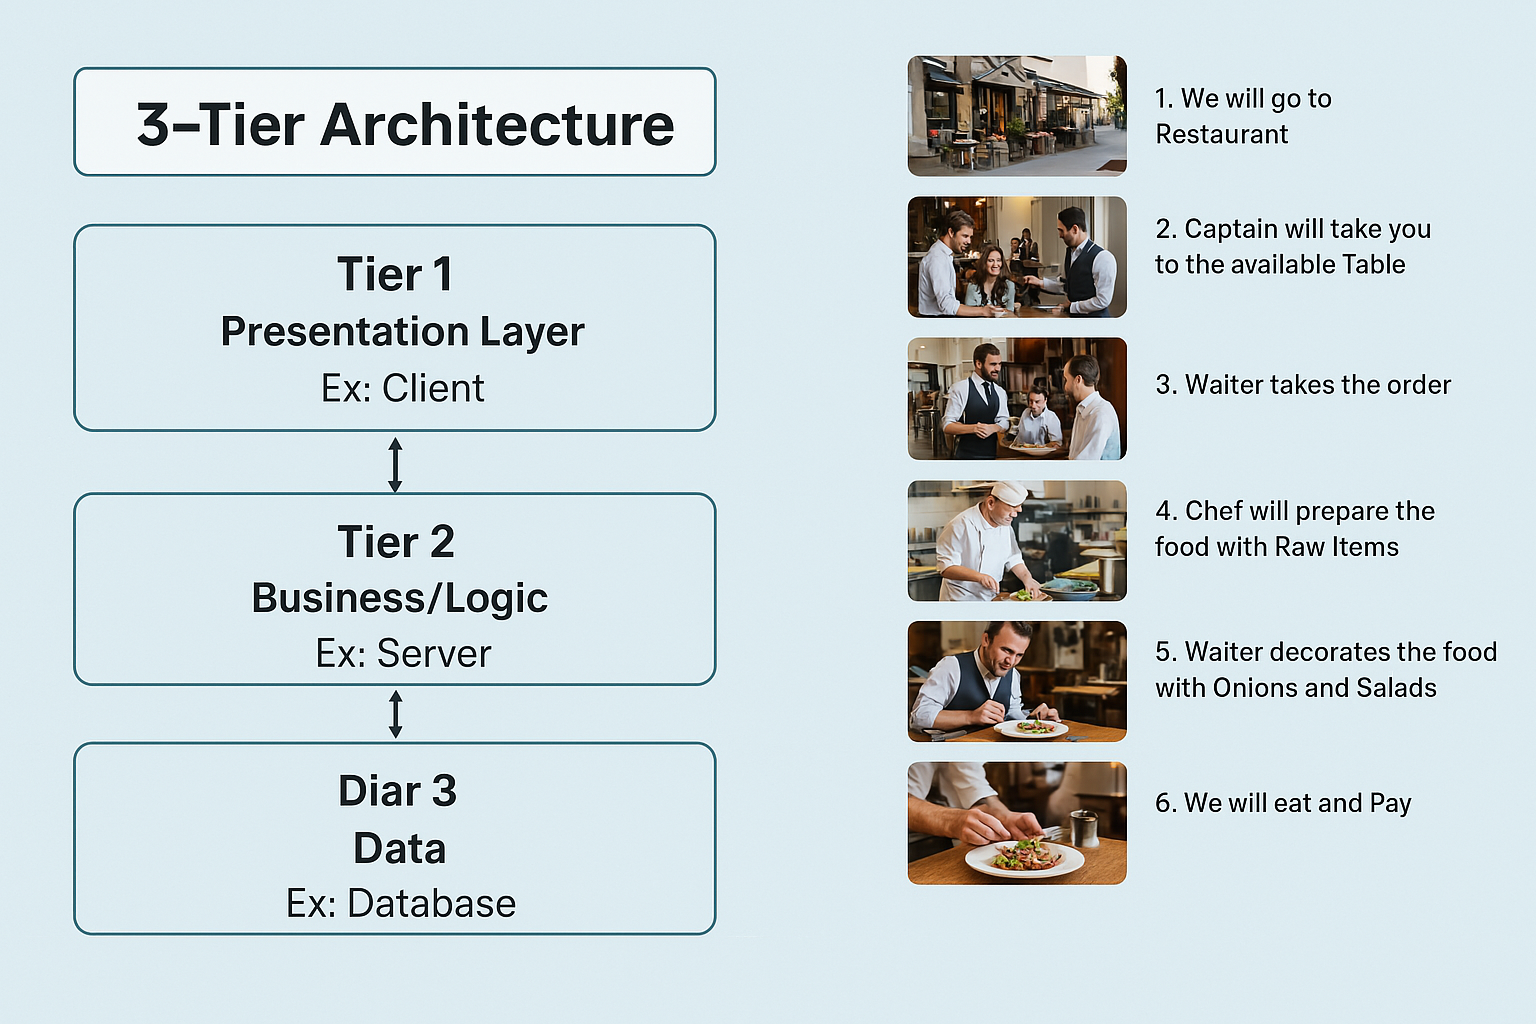 3-Tier Architecture
Tier 1
Presentation Layer
Ex: Client
Tier 2
Business/Logic
Ex: Server
Diar 3
Data
Ex: Database
1. We will go to
Restaurant
2. Captain will take you
to the available Table
3. Waiter takes the order
4. Chef will prepare the
food with Raw Items
5. Waiter decorates the food
with Onions and Salads
6. We will eat and Pay